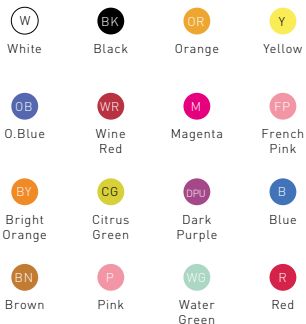 W BK OR Y
White Black Orange Yellow
OB WR M FP
O.Blue Wine Magenta French
Red Pink
BY CG DPU B
Bright Citrus Dark Blue
Orange Green Purple
BN P WG R
Brown Pink Water Red
Green